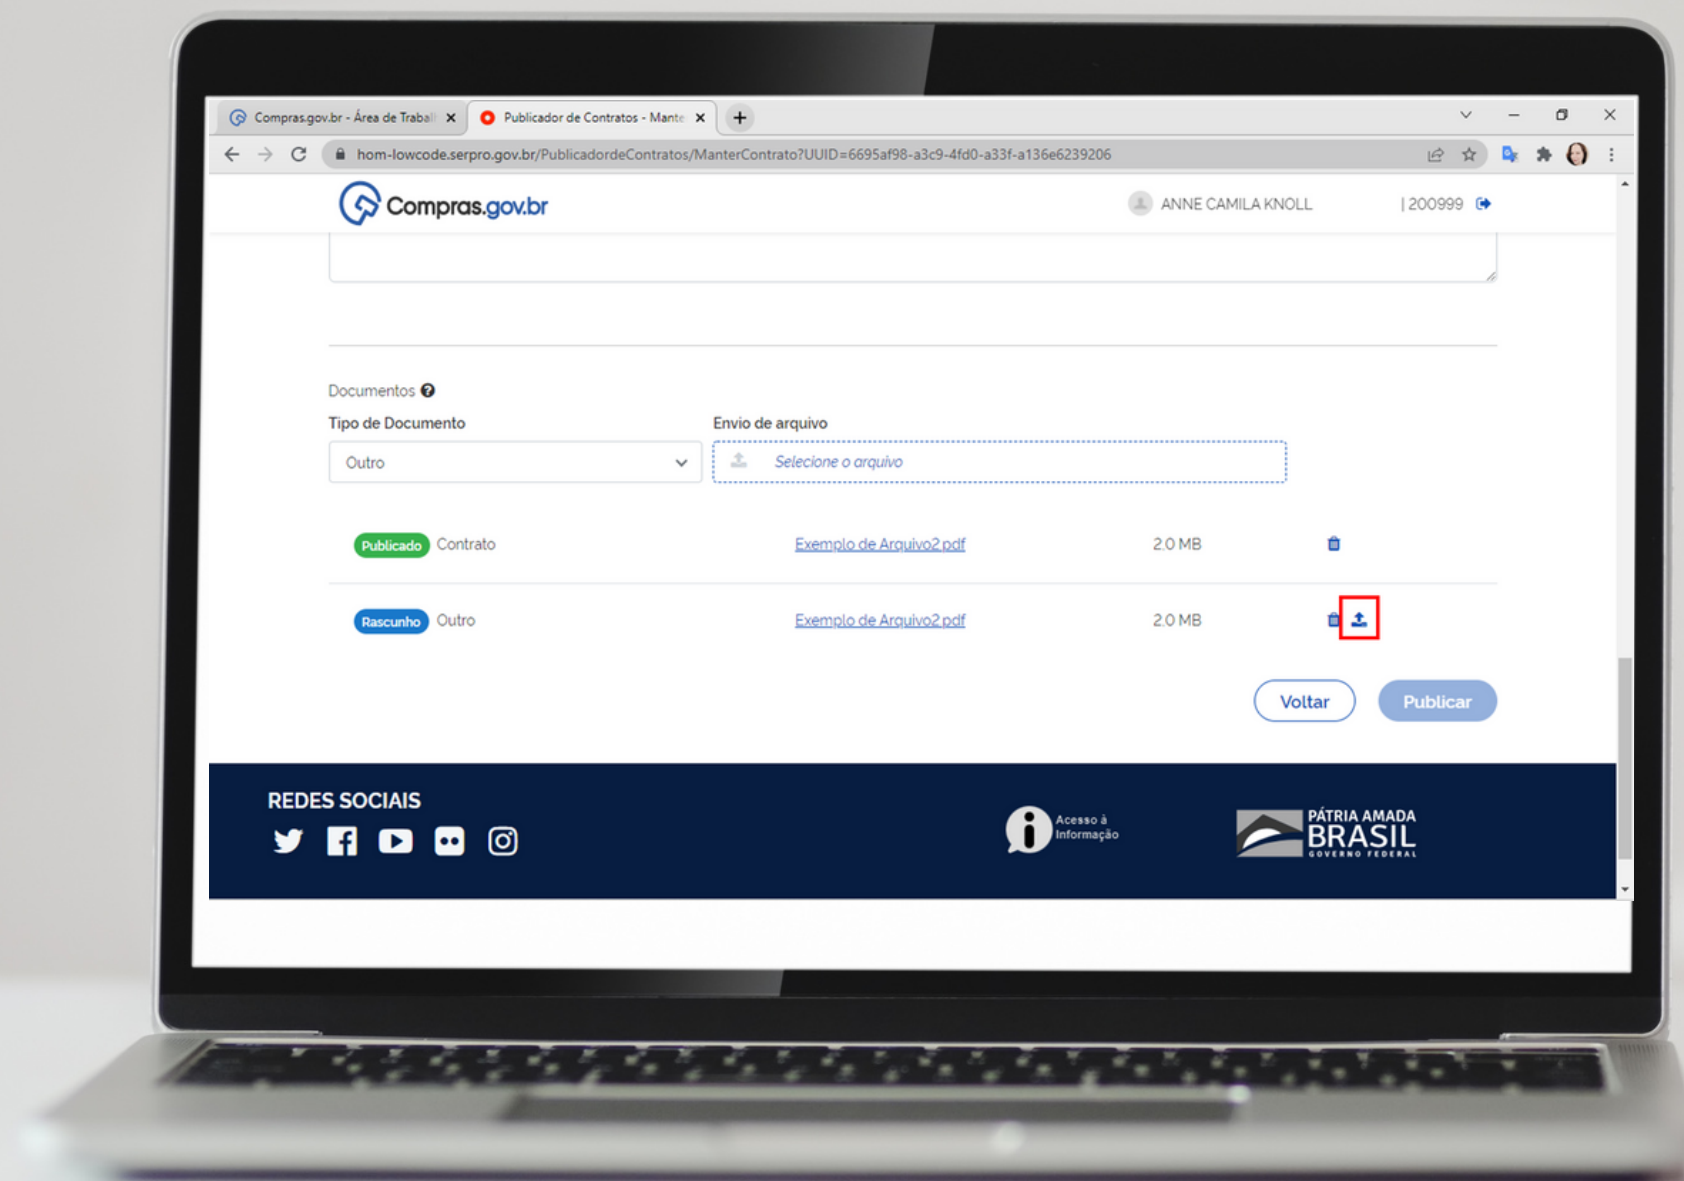 Compras.gov.br - Área de Trabal
Publicador de Contratos - Mante
hom-lowcode.serpro.gov.br/PublicadordeContratos/ManterContrato?UUID=6695af98-a3c9-4fd0-a33f-a136e6239206
Compras.gov.br
ANNE CAMILA KNOLL | 200999
Documentos
Tipo de Documento Envio de arquivo
Outro Selecione o arquivo
Publicado Contrato Exemplo de Arquivo2.pdf 2,0 MB
Rascunho Outro Exemplo de Arquivo2.pdf 2,0 MB
Voltar Publicar
REDES SOCIAIS
Acesso à
Informação
PÁTRIA AMADA
BRASIL
GOVERNO FEDERAL